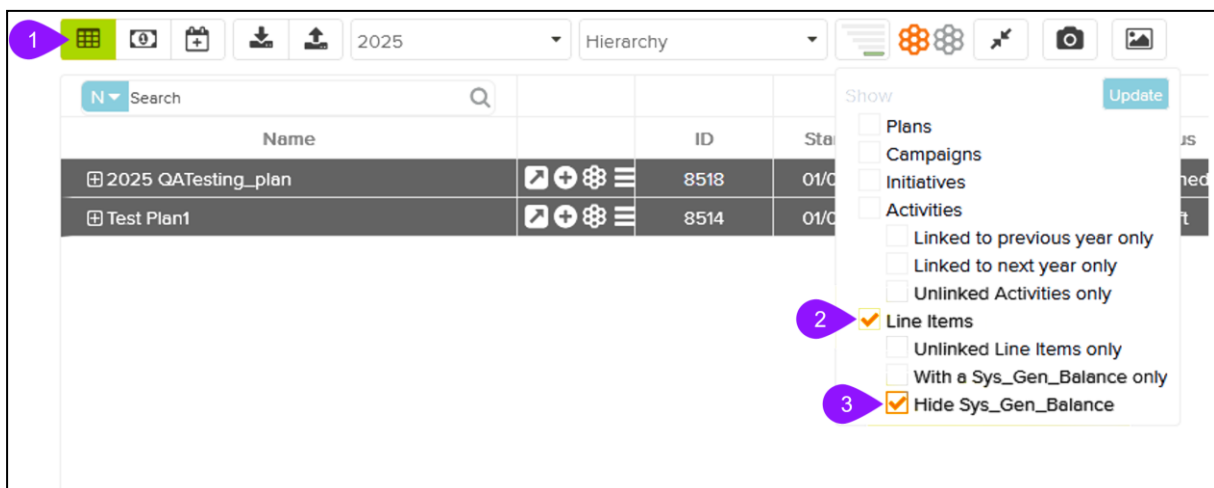 1
2025
Hierarchy
N Search
Show
Update
Name
ID
Sta
us
Plans
Campaigns
Initiatives
Activities
Linked to previous year only
Linked to next year only
Unlinked Activities only
2025 QATesting_plan
8518
01/0
ned
Test Plan1
8514
01/0
t
2
Line Items
Unlinked Line Items only
With a Sys_Gen_Balance only
3
Hide Sys_Gen_Balance